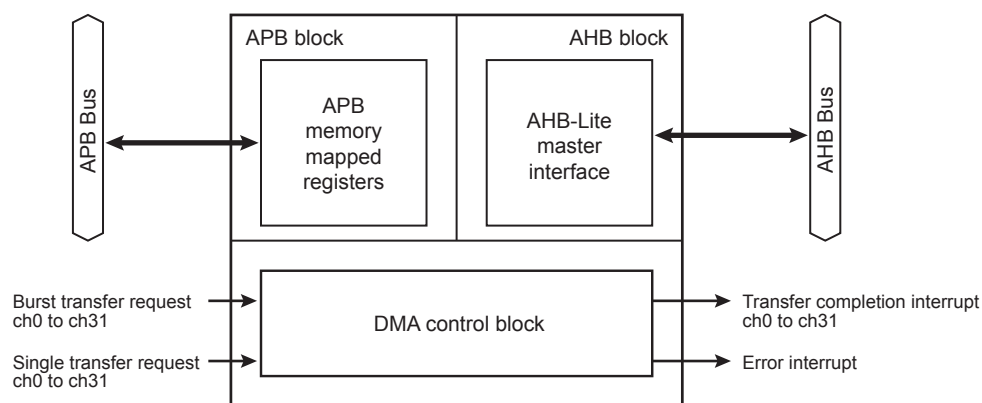 APB block
AHB block
APB Bus
APB
memory
mapped
registers
AHB-Lite
master
interface
AHB Bus
Burst transfer request
ch0 to ch31
Single transfer request
ch0 to ch31
DMA control block
Transfer completion interrupt
ch0 to ch31
Error interrupt